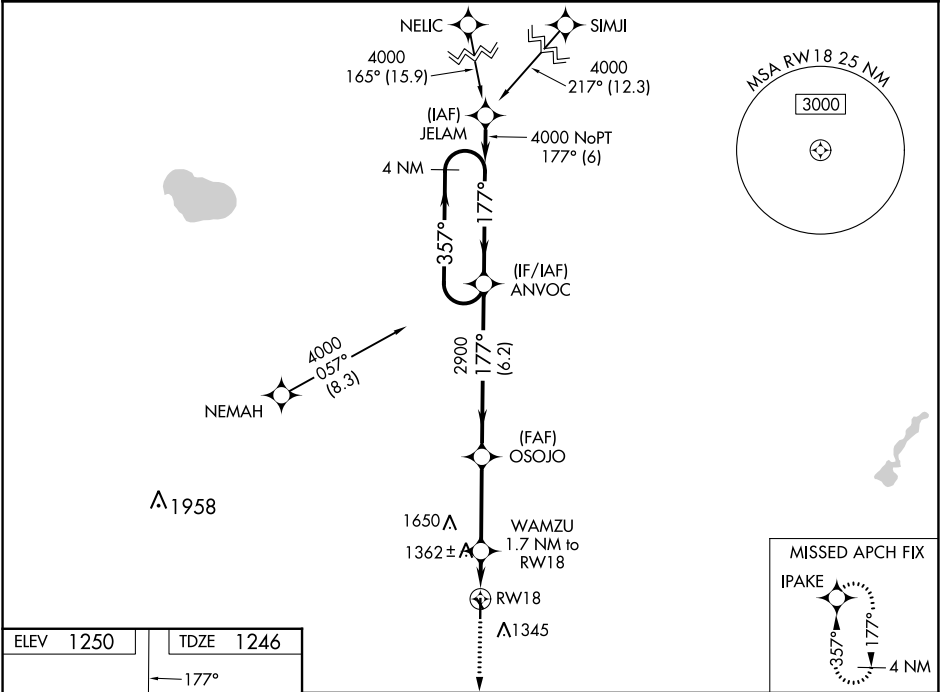 NELIC
SIMJI
4000
165° (15.9)
4000
217° (12.3)
MSA RW18 25 NM
3000
(IAF)
JELAM
4000 NoPT
177° (6)
4 NM
177°
357°
(IF/IAF)
ANVOC
4000
057°
(8.3)
NEMAH
2900
177°
(6.2)
(FAF)
OSOJO
1958
1650
1362 ±
WAMZU
1.7 NM to
RW18
RW18
1345
MISSED APCH FIX
IPAKE
357°
177°
4 NM
ELEV 1250
TDZE 1246
177°